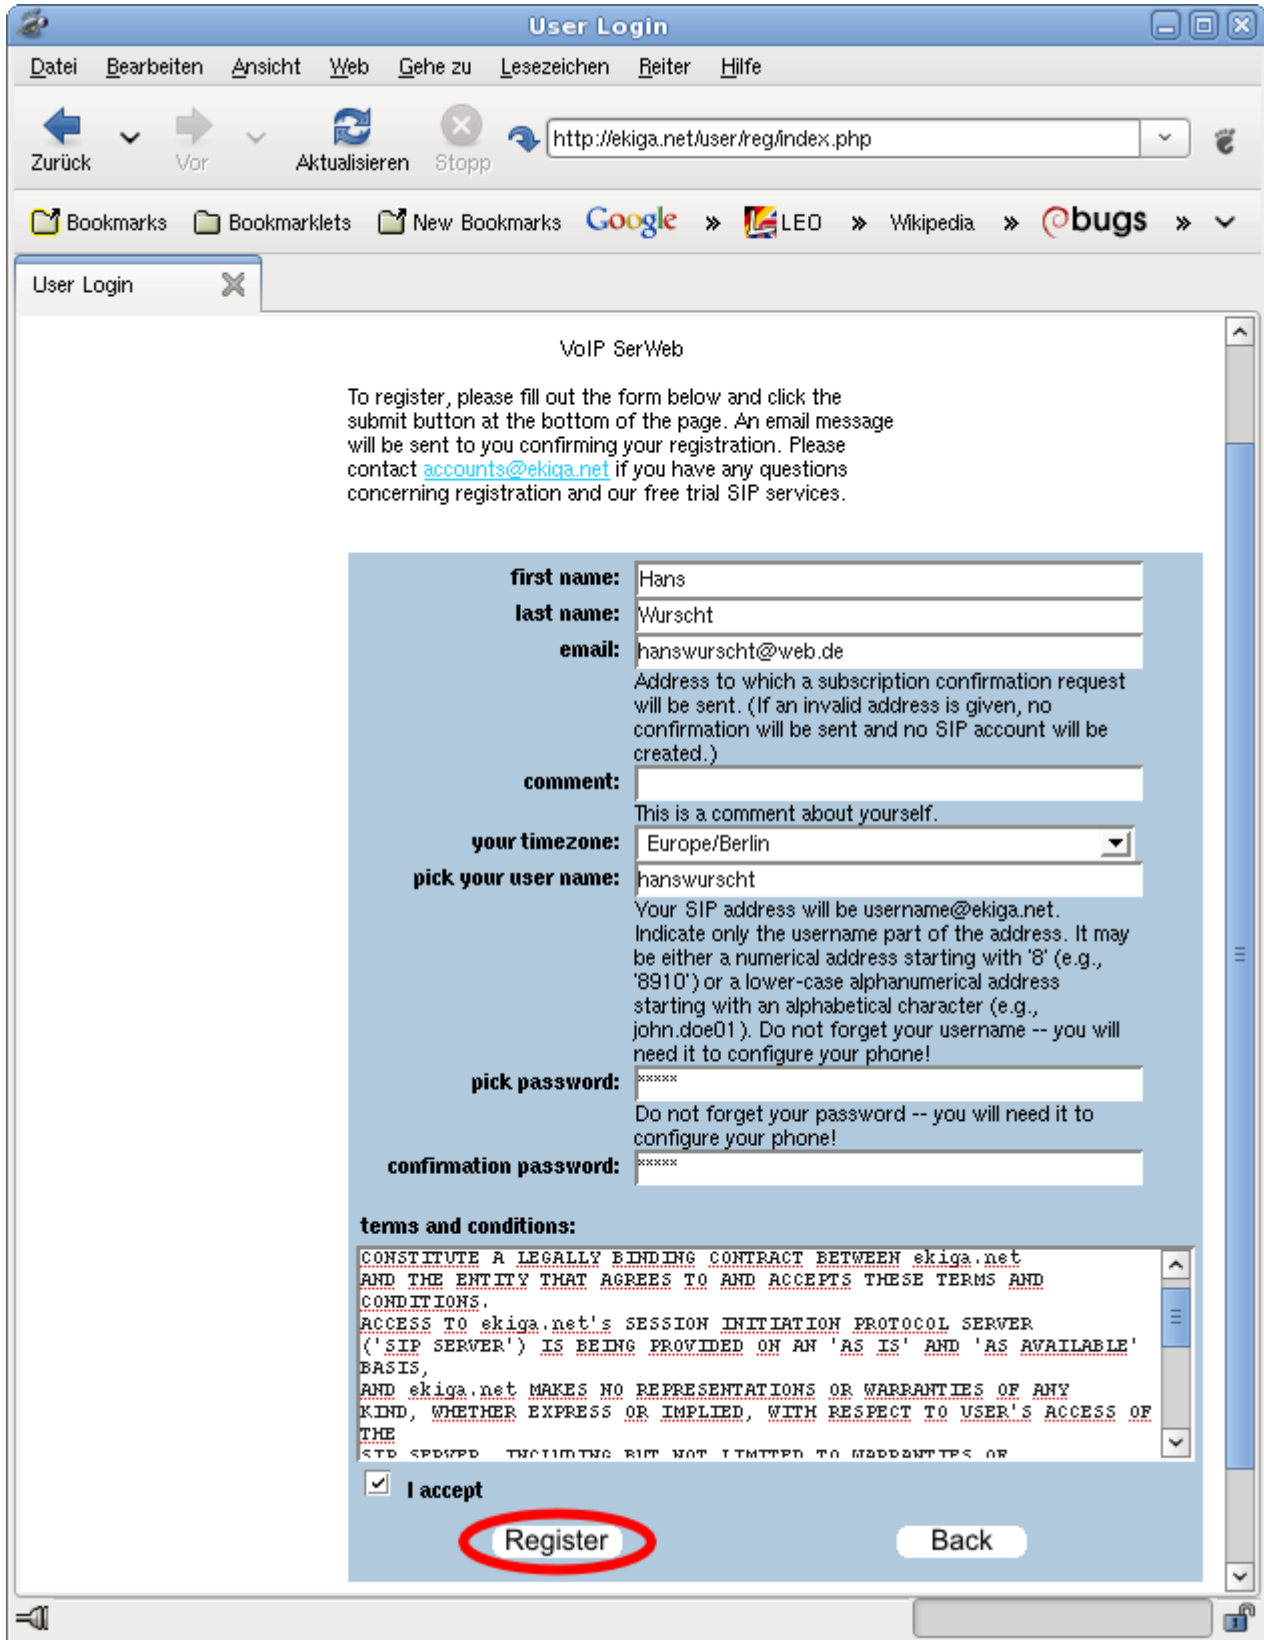 User Login
Datei Bearbeiten Ansicht Web Gehe zu Lesezeichen Reiter Hilfe
Zurück Vor Aktualisieren Stopp http://ekiga.net/user/reg/index.php
Bookmarks Bookmarklets New Bookmarks Google » LEO » Wikipedia » bugs »
User Login
VoIP SerWeb
To register, please fill out the form below and click the
submit button at the bottom of the page. An email message
will be sent to you confirming your registration. Please
contact accounts@ekiga.net if you have any questions
concerning registration and our free trial SIP services.
first name: Hans
last name: Wurscht
email: hanswurscht@web.de
Address to which a subscription confirmation request
will be sent. (If an invalid address is given, no
confirmation will be sent and no SIP account will be
created.)
comment:
This is a comment about yourself.
your timezone: Europe/Berlin
pick your user name: hanswurscht
Your SIP address will be username@ekiga.net.
Indicate only the username part of the address. It may
be either a numerical address starting with '8' (e.g.,
'8910') or a lower-case alphanumerical address
starting with an alphabetical character (e.g.,
john.doe01). Do not forget your username -- you will
need it to configure your phone!
pick password: *****
Do not forget your password -- you will need it to
configure your phone!
confirmation password: *****
terms and conditions:
CONSTITUTE A LEGALLY BINDING CONTRACT BETWEEN ekiga.net
AND THE ENTITY THAT AGREES TO AND ACCEPTS THESE TERMS AND
CONDITIONS.
ACCESS TO ekiga.net's SESSION INITIATION PROTOCOL SERVER
('SIP SERVER') IS BEING PROVIDED ON AN 'AS IS' AND 'AS AVAILABLE'
BASIS,
AND ekiga.net MAKES NO REPRESENTATIONS OR WARRANTIES OF ANY
KIND, WHETHER EXPRESS OR IMPLIED, WITH RESPECT TO USER'S ACCESS OF
THE
SIP SERVER, INCLUDING BUT NOT LIMITED TO WARRANTIES OF
I accept
Register Back